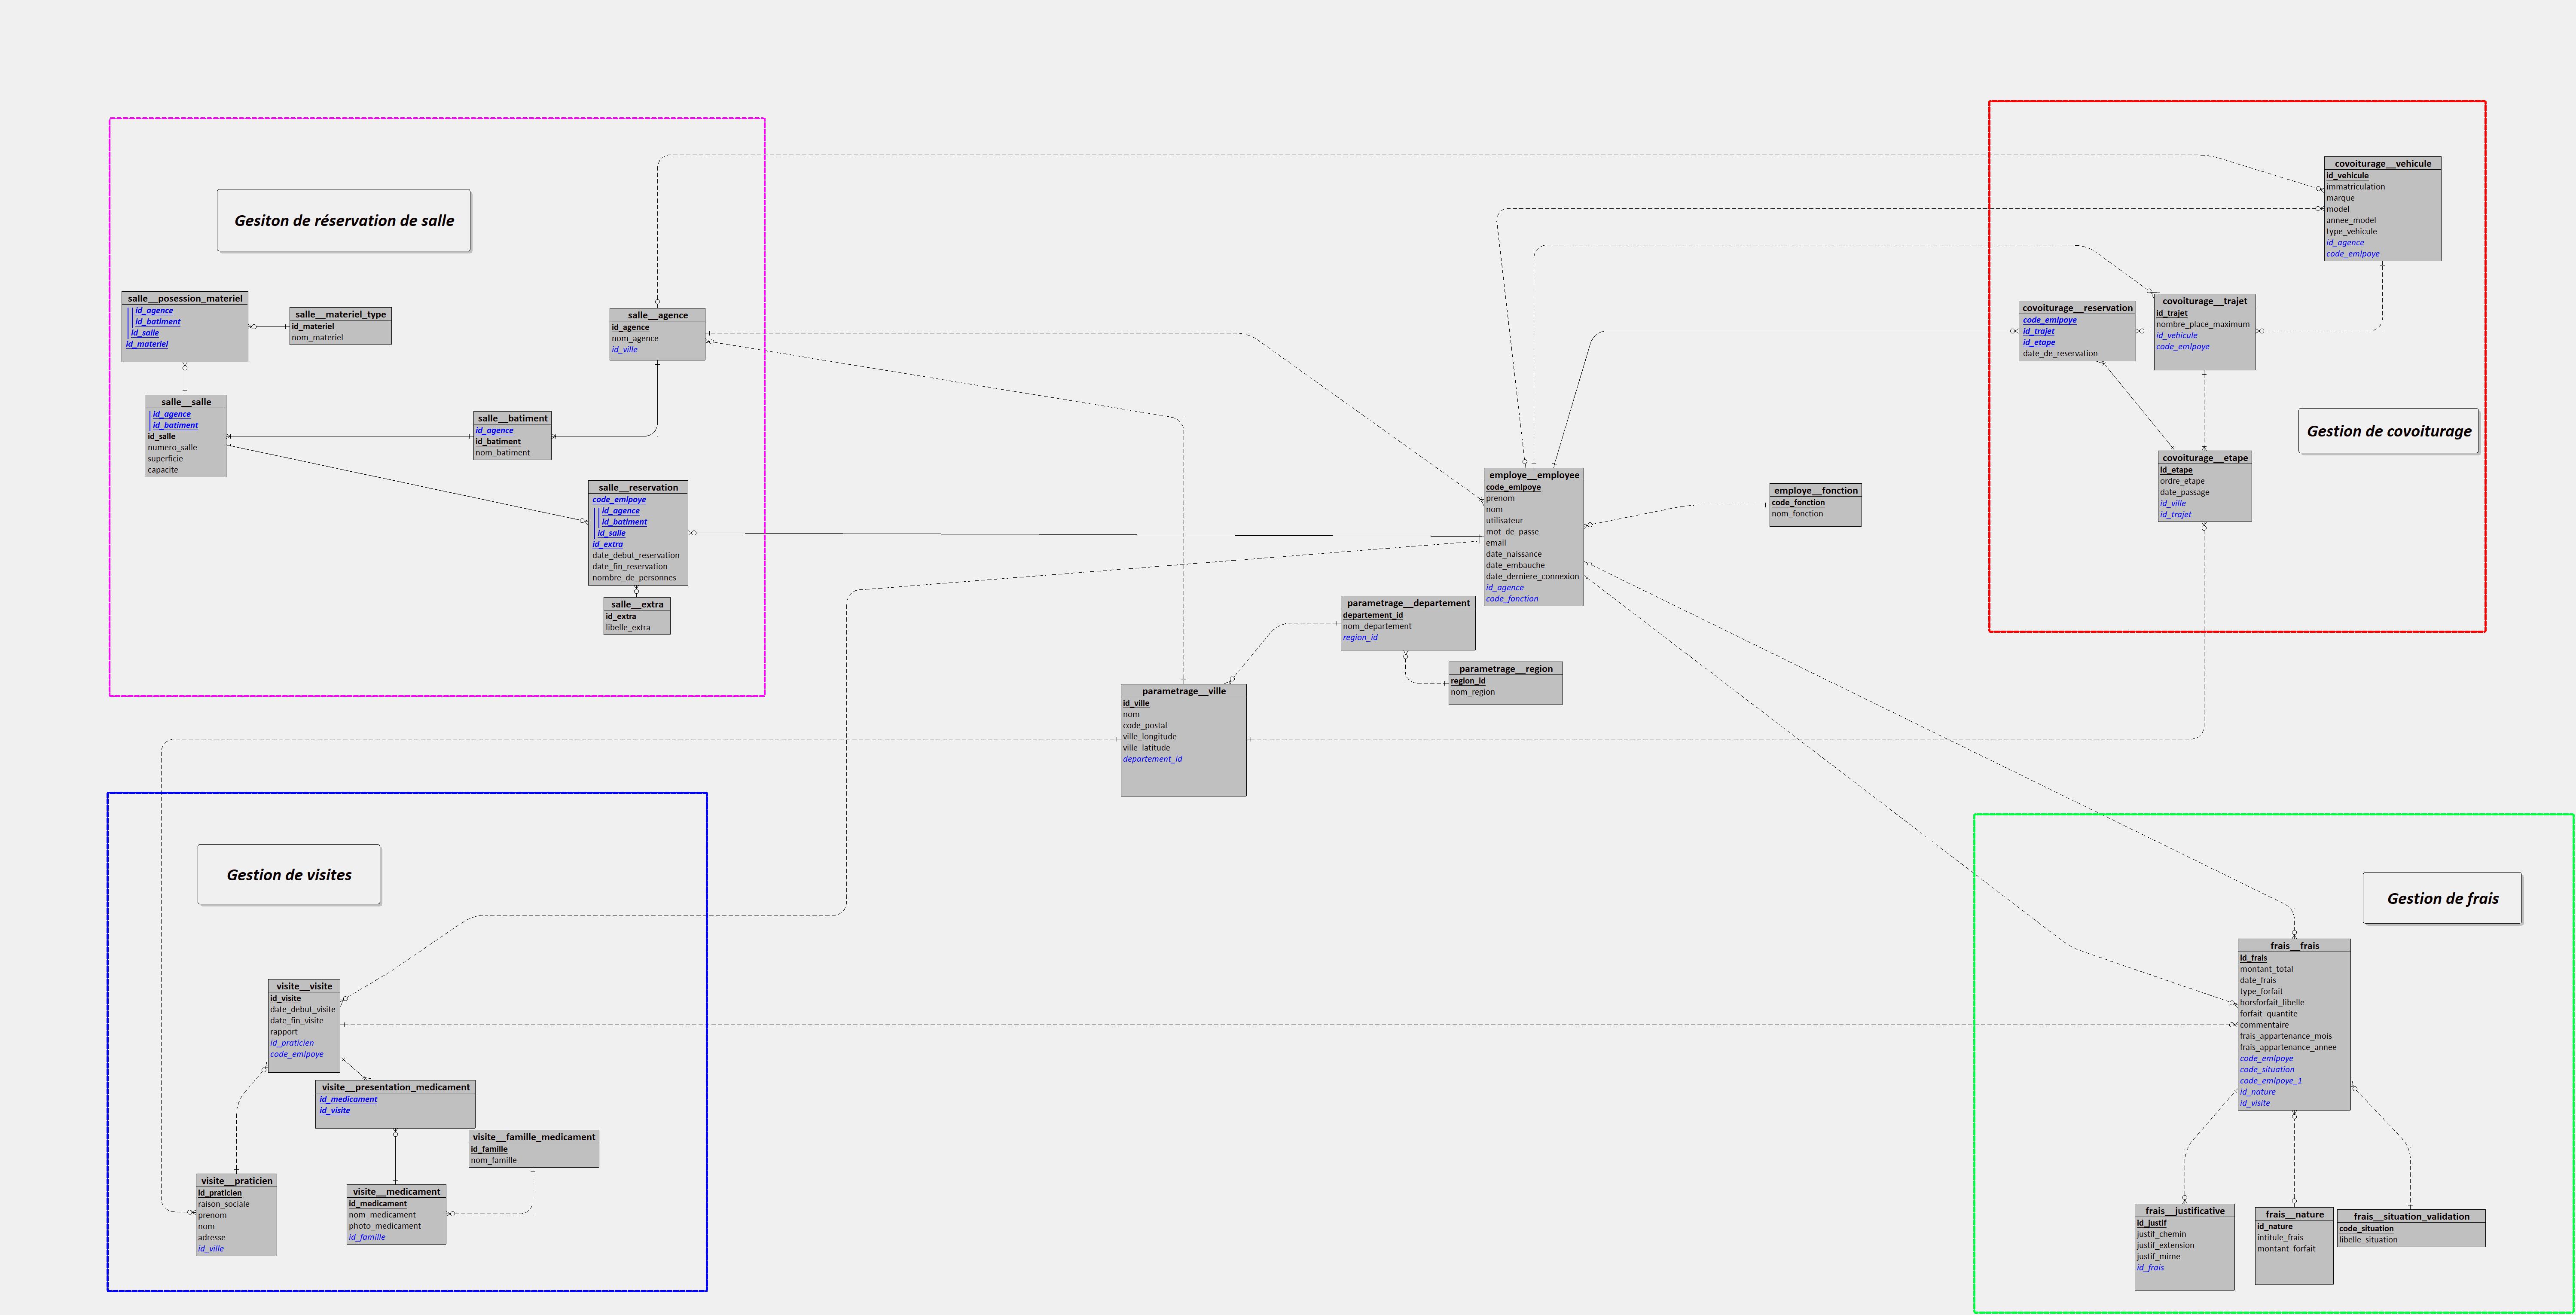 Gesiton de réservation de salle
salle__posession_materiel
id_agence
id_batiment
id_salle
id_materiel
salle__materiel_type
id_materiel
nom_materiel
salle__agence
id_agence
nom_agence
id_ville
salle__salle
id_agence
id_batiment
id_salle
numero_salle
superficie
capacite
salle__batiment
id_agence
id_batiment
nom_batiment
salle__reservation
code_emlpoye
id_agence
id_batiment
id_salle
id_extra
date_debut_reservation
date_fin_reservation
nombre_de_personnes
salle__extra
id_extra
libelle_extra
covoiturage__vehicule
id_vehicule
immatriculation
marque
model
annee_model
type_vehicule
id_agence
code_emlpoye
covoiturage__reservation
code_emlpoye
id_trajet
id_etape
date_de_reservation
covoiturage__trajet
id_trajet
nombre_place_maximum
id_vehicule
code_emlpoye
Gestion de covoiturage
covoiturage__etape
id_etape
ordre_etape
date_passage
id_ville
id_trajet
employe__employee
code_emlpoye
prenom
nom
utilisateur
mot_de_passe
email
date_naissance
date_embauche
date_derniere_connexion
id_agence
code_fonction
employe__fonction
code_fonction
nom_fonction
parametrage__departement
departement_id
nom_departement
region_id
parametrage__region
region_id
nom_region
parametrage__ville
id_ville
nom
code_postal
ville_longitude
ville_latitude
departement_id
Gestion de visites
visite__visite
id_visite
date_debut_visite
date_fin_visite
rapport
id_praticien
code_emlpoye
visite__presentation_medicament
id_medicament
id_visite
visite__famille_medicament
id_famille
nom_famille
visite__praticien
id_praticien
raison_sociale
prenom
nom
adresse
id_ville
visite__medicament
id_medicament
nom_medicament
photo_medicament
id_famille
Gestion de frais
frais__frais
id_frais
montant_total
date_frais
type_forfait
horsforfait_libelle
forfait_quantite
commentaire
frais_appartenance_mois
frais_appartenance_annee
code_emlpoye
code_situation
code_emlpoye_1
id_nature
id_visite
frais__justificative
id_justif
justif_chemin
justif_extension
justif_mime
id_frais
frais__nature
id_nature
intitule_frais
montant_forfait
frais__situation_validation
code_situation
libelle_situation